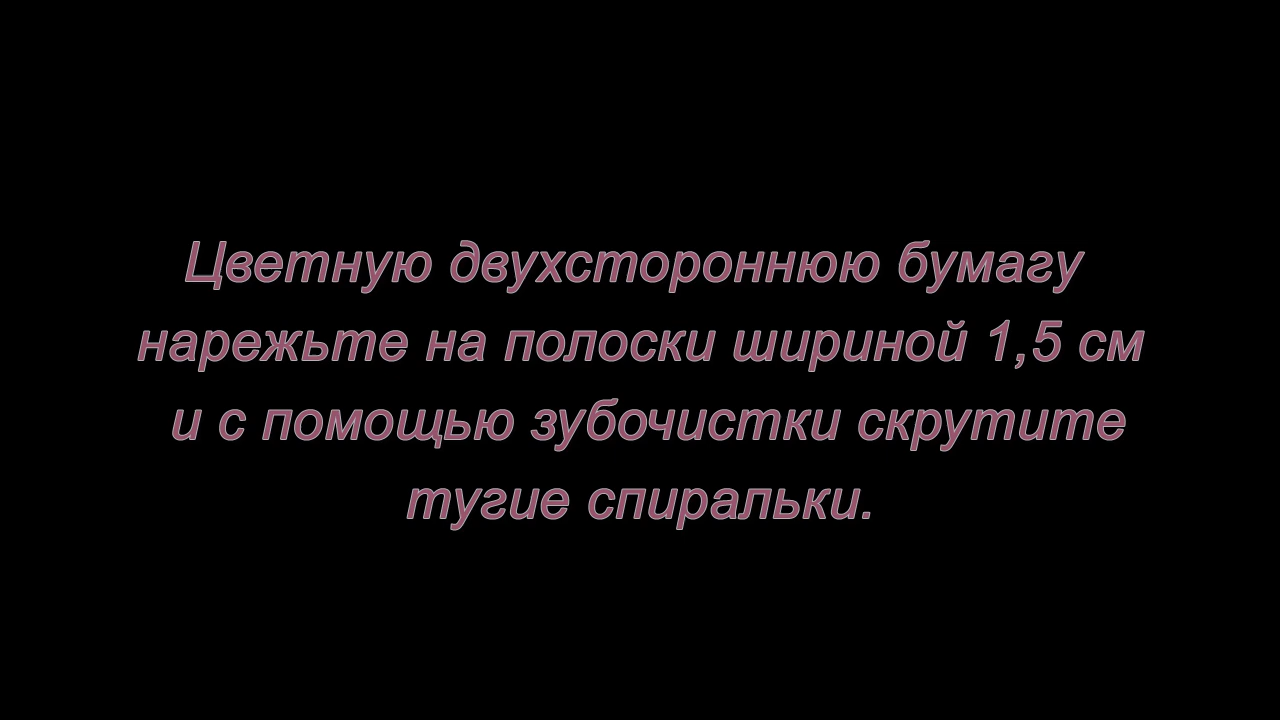 Цветную двухстороннюю бумагу
нарежьте на полоски шириной 1,5 см
и с помощью зубочистки скрутите
тугие спиральки.